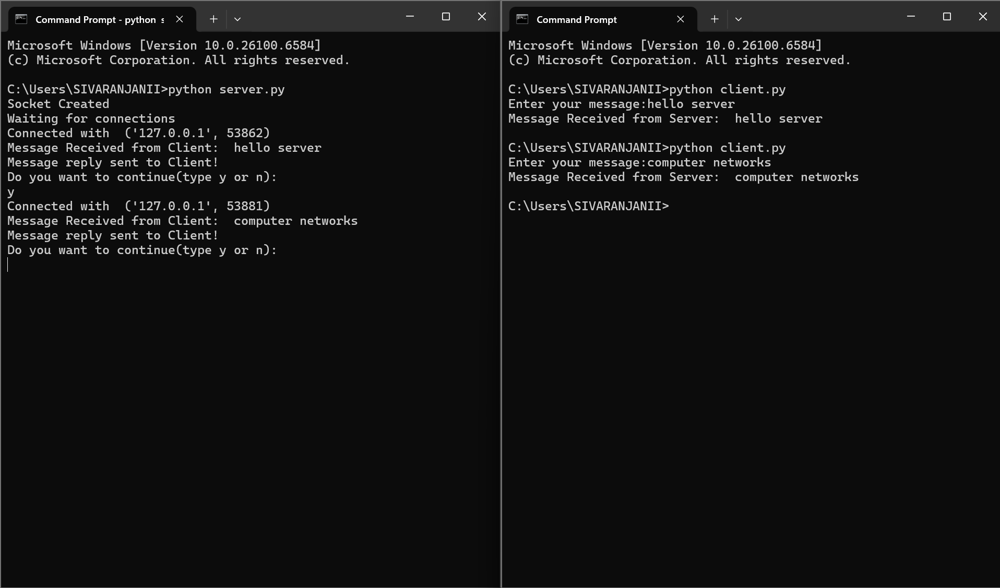 Command Prompt - python s
Microsoft Windows [Version 10.0.26100.6584]
(c) Microsoft Corporation. All rights reserved.
C:\Users\SIVARANJANII>python server.py
Socket Created
Waiting for connections
Connected with  ('127.0.0.1', 53862)
Message Received from Client:  hello server
Message reply sent to Client!
Do you want to continue(type y or n):
y
Connected with  ('127.0.0.1', 53881)
Message Received from Client:  computer networks
Message reply sent to Client!
Do you want to continue(type y or n):
Command Prompt
Microsoft Windows [Version 10.0.26100.6584]
(c) Microsoft Corporation. All rights reserved.
C:\Users\SIVARANJANII>python client.py
Enter your message:hello server
Message Received from Server:  hello server
C:\Users\SIVARANJANII>python client.py
Enter your message:computer networks
Message Received from Server:  computer networks
C:\Users\SIVARANJANII>